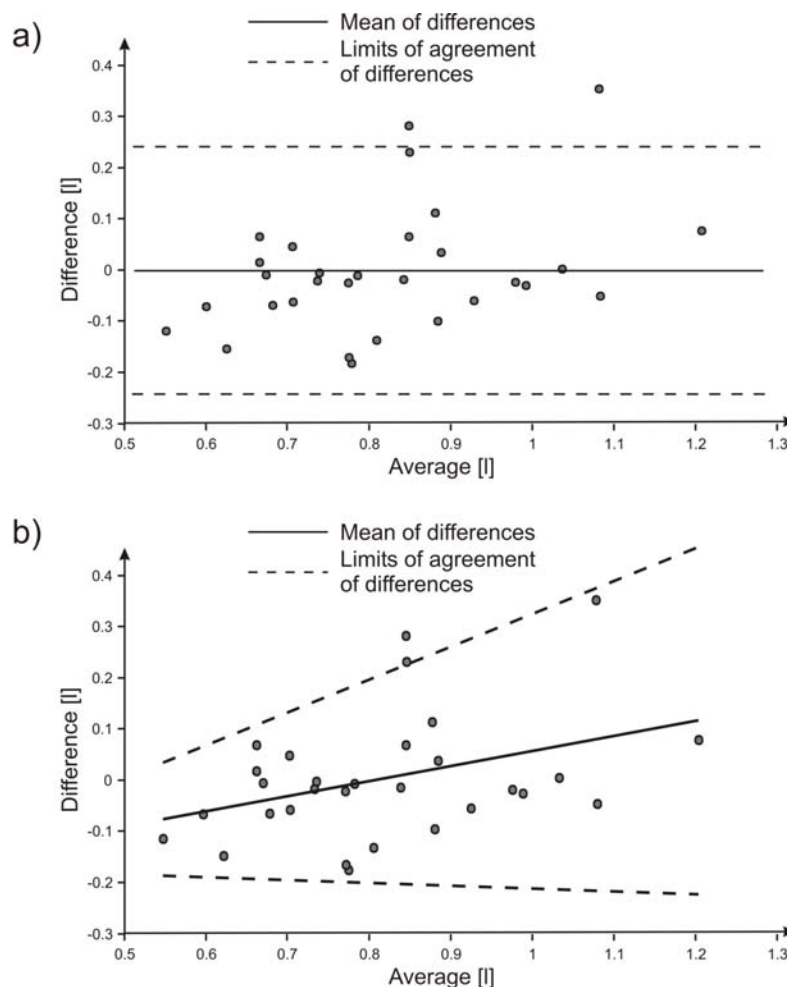 a)
Mean of differences
Limits of agreement
of differences
0.4
0.3
0.2
0.1
0
-0.1
-0.2
-0.3
Difference [l]
0.5 0.6 0.7 0.8 0.9 1 1.1 1.2 1.3
Average [l]
b)
Mean of differences
Limits of agreement
of differences
0.4
0.3
0.2
0.1
0
-0.1
-0.2
-0.3
Difference [l]
0.5 0.6 0.7 0.8 0.9 1 1.1 1.2 1.3
Average [l]